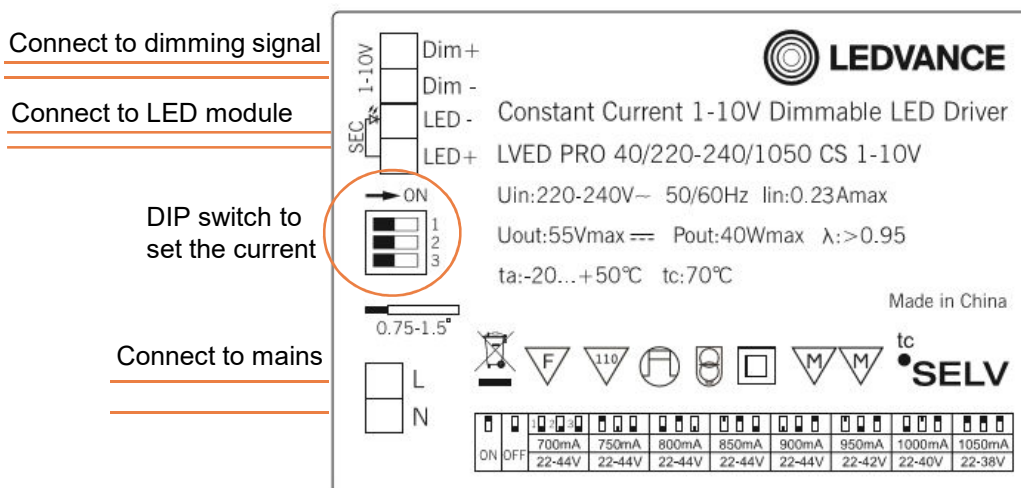 Connect to dimming signal
Connect to LED module
DIP switch to
set the current
Connect to mains
1-10V
Dim+
Dim -
SEC
LED -
LED+
ON
1
2
3
0.75-1.5▫
L
N
LEDVANCE
Constant Current 1-10V Dimmable LED Driver
LVED PRO 40/220-240/1050 CS 1-10V
Uin:220-240V~ 50/60Hz Iin:0.23Amax
Uout:55Vmax ⎓ Pout:40Wmax λ:>0.95
ta:-20...+50℃ tc:70℃
Made in China
F 110 M M
tc
SELV
1 2 3
ON OFF 700mA 750mA 800mA 850mA 900mA 950mA 1000mA 1050mA
22-44V 22-44V 22-44V 22-44V 22-44V 22-42V 22-40V 22-38V